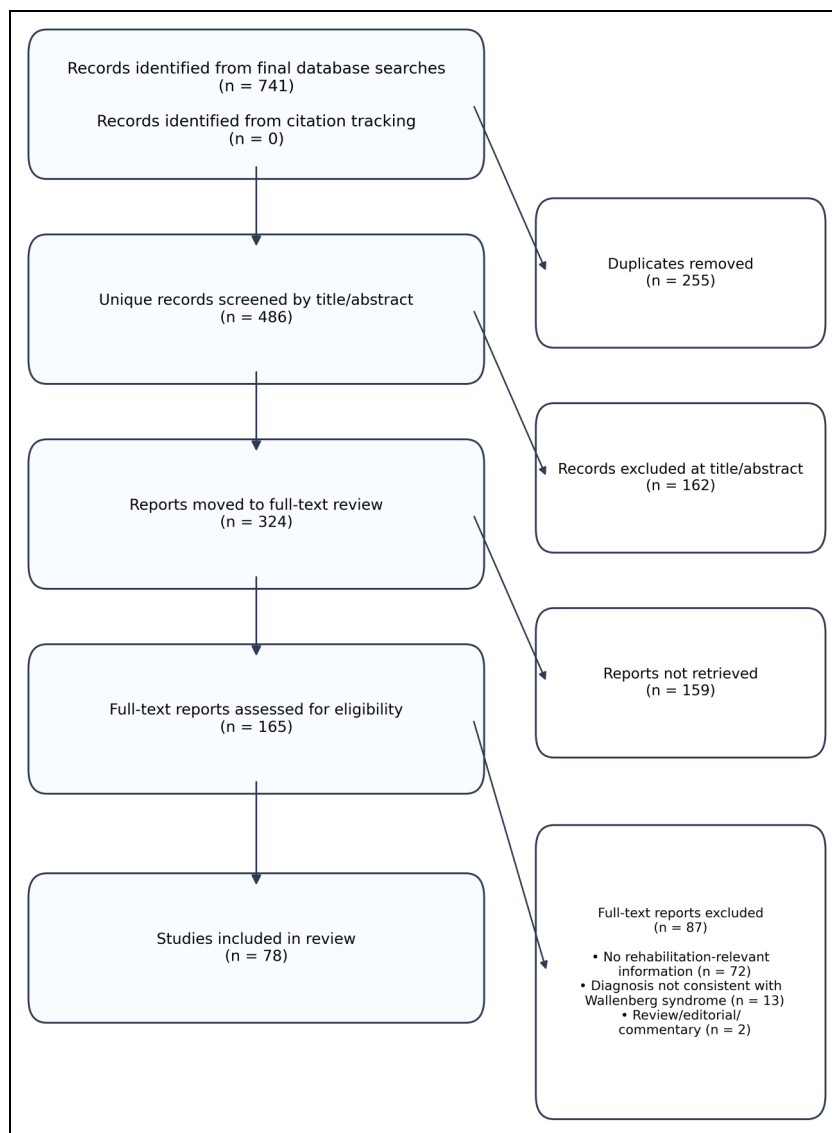 Records identified from final database searches
(n = 741)
Records identified from citation tracking
(n = 0)
Duplicates removed
(n = 255)
Unique records screened by title/abstract
(n = 486)
Records excluded at title/abstract
(n = 162)
Reports moved to full-text review
(n = 324)
Reports not retrieved
(n = 159)
Full-text reports assessed for eligibility
(n = 165)
Full-text reports excluded
(n = 87)
• No rehabilitation-relevant
information (n = 72)
• Diagnosis not consistent with
Wallenberg syndrome (n = 13)
• Review/editorial/
commentary (n = 2)
Studies included in review
(n = 78)